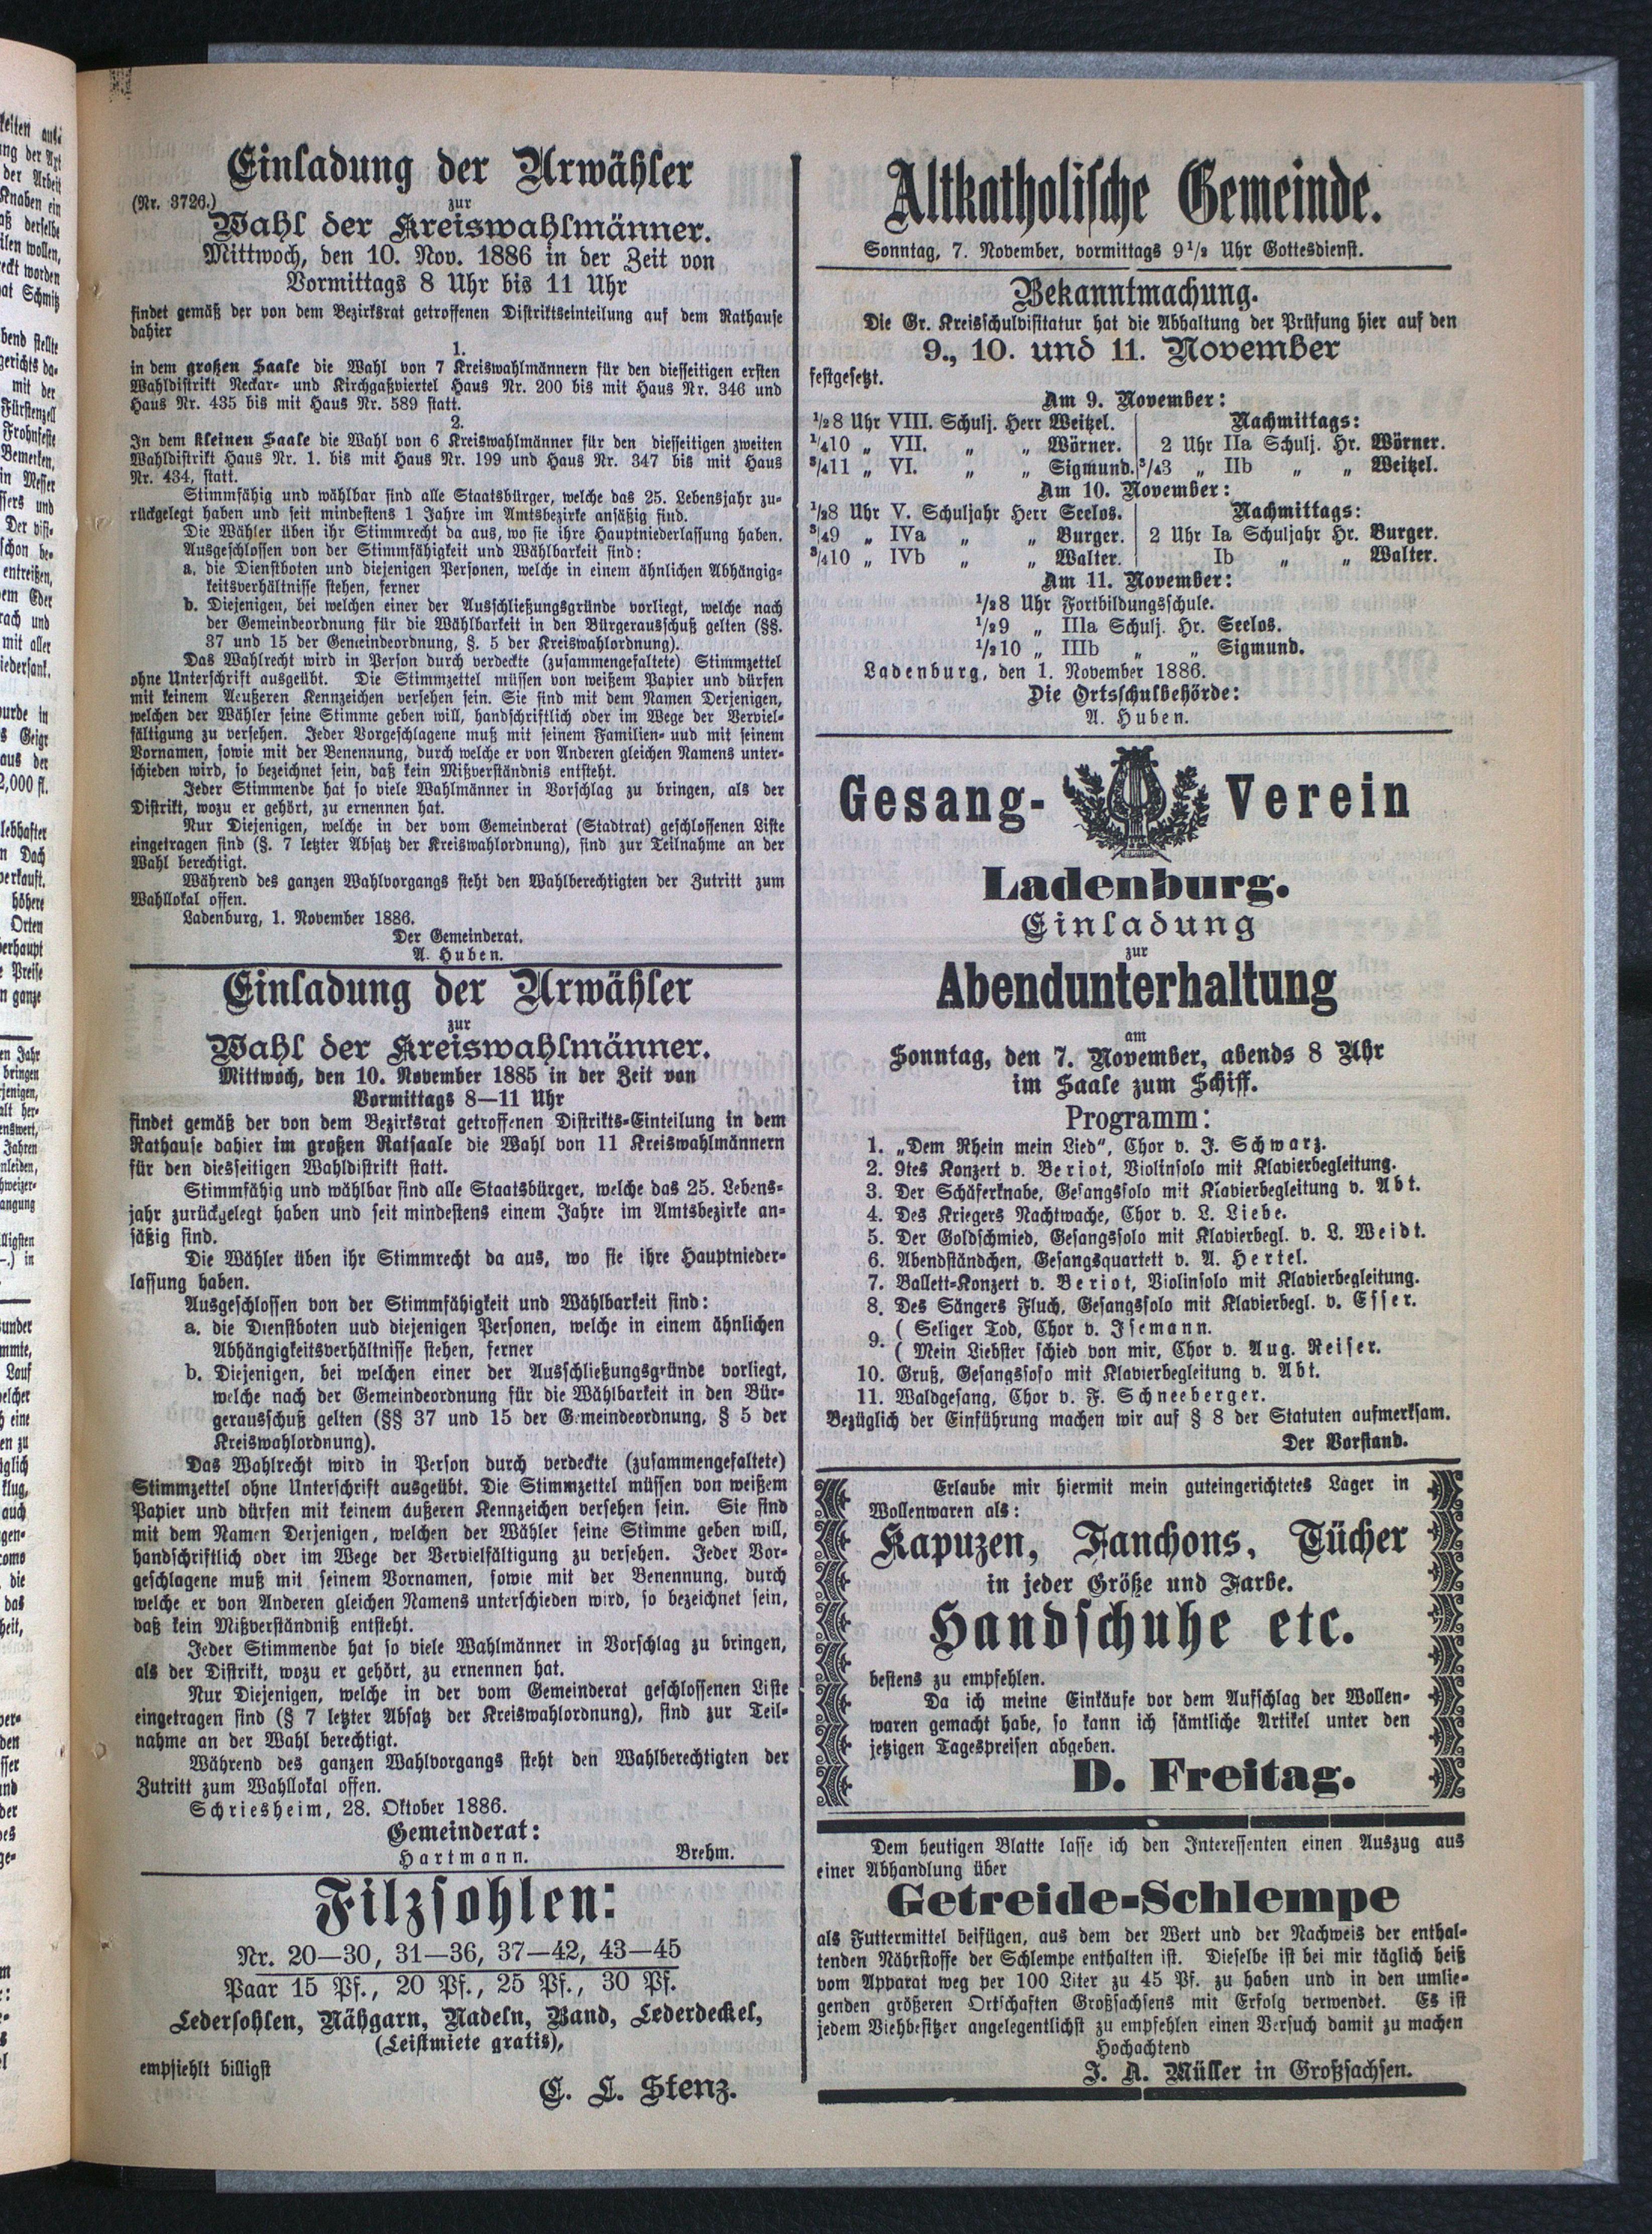 Einladung der Urwähler
(Nr. 3726.)
zur
Wahl der Kreiswahlmänner.
Mittwoch, den 10. Nov. 1886 in der Zeit von
Vormittags 8 Uhr bis 11 Uhr
findet gemäß der von dem Bezirksrat getroffenen Distriktseinteilung auf dem Rathause
dahier
1.
in dem großen Saale die Wahl von 7 Kreiswahlmännern für den diesseitigen ersten
Wahldistrikt Neckar- und Kirchgaßviertel Haus Nr. 200 bis mit Haus Nr. 346 und
Haus Nr. 435 bis mit Haus Nr. 589 statt.
2.
In dem kleinen Saale die Wahl von 6 Kreiswahlmänner für den diesseitigen zweiten
Wahldistrikt Haus Nr. 1. bis mit Haus Nr. 199 und Haus Nr. 347 bis mit Haus
Nr. 434, statt.
Stimmfähig und wählbar sind alle Staatsbürger, welche das 25. Lebensjahr zu-
rückgelegt haben und seit mindestens 1 Jahre im Amtsbezirke ansäßig sind.
Die Wähler üben ihr Stimmrecht da aus, wo sie ihre Hauptniederlassung haben.
Ausgeschlossen von der Stimmfähigkeit und Wählbarkeit sind:
a. die Dienstboten und diejenigen Personen, welche in einem ähnlichen Abhängig-
keitsverhältnisse stehen, ferner
b. Diejenigen, bei welchen einer der Ausschließungsgründe vorliegt, welche nach
der Gemeindeordnung für die Wählbarkeit in den Bürgerausschuß gelten (§§.
37 und 15 der Gemeindeordnung, §. 5 der Kreiswahlordnung).
Das Wahlrecht wird in Person durch verdeckte (zusammengefaltete) Stimmzettel
ohne Unterschrift ausgeübt. Die Stimmzettel müssen von weißem Papier und dürfen
mit keinem Aeußeren Kennzeichen versehen sein. Sie sind mit dem Namen Derjenigen,
welchen der Wähler seine Stimme geben will, handschriftlich oder im Wege der Verviel-
fältigung zu versehen. Jeder Vorgeschlagene muß mit seinem Familien- uud mit seinem
Vornamen, sowie mit der Benennung, durch welche er von Anderen gleichen Namens unter-
schieden wird, so bezeichnet sein, daß kein Mißverständnis entsteht.
Jeder Stimmende hat so viele Wahlmänner in Vorschlag zu bringen, als der
Distrikt, wozu er gehört, zu ernennen hat.
Nur Diejenigen, welche in der vom Gemeinderat (Stadtrat) geschlossenen Liste
eingetragen sind (§. 7 letzter Absatz der Kreiswahlordnung), sind zur Teilnahme an der
Wahl berechtigt.
Während des ganzen Wahlvorgangs steht den Wahlberechtigten der Zutritt zum
Wahllokal offen.
Ladenburg, 1. November 1886.
Der Gemeinderat.
A. Huben.
Einladung der Urwähler
zur
Wahl der Kreiswahlmänner.
Mittwoch, den 10. November 1885 in der Zeit von
Vormittags 8—11 Uhr
findet gemäß der von dem Bezirksrat getroffenen Distrikts-Einteilung in dem
Rathause dahier im großen Ratsaale die Wahl von 11 Kreiswahlmännern
für den diesseitigen Wahldistrikt statt.
Stimmfähig und wählbar sind alle Staatsbürger, welche das 25. Lebens-
jahr zurückgelegt haben und seit mindestens einem Jahre im Amtsbezirke an-
säßig sind.
Die Wähler üben ihr Stimmrecht da aus, wo sie ihre Hauptnieder-
lassung haben.
Ausgeschlossen von der Stimmfähigkeit und Wählbarkeit sind:
a. die Dienstboten uud diejenigen Personen, welche in einem ähnlichen
Abhängigkeitsverhältnisse stehen, ferner
b. Diejenigen, bei welchen einer der Ausschließungsgründe vorliegt,
welche nach der Gemeindeordnung für die Wählbarkeit in den Bür-
gerausschuß gelten (§§ 37 und 15 der Gemeindeordnung, § 5 der
Kreiswahlordnung).
Das Wahlrecht wird in Person durch verdeckte (zusammengefaltete)
Stimmzettel ohne Unterschrift ausgeübt. Die Stimmzettel müssen von weißem
Papier und dürfen mit keinem äußeren Kennzeichen versehen sein. Sie sind
mit dem Namen Derjenigen, welchen der Wähler seine Stimme geben will,
handschriftlich oder im Wege der Vervielfältigung zu versehen. Jeder Vor-
geschlagene muß mit seinem Vornamen, sowie mit der Benennung, durch
welche er von Anderen gleichen Namens unterschieden wird, so bezeichnet sein,
daß kein Mißverständniß entsteht.
Jeder Stimmende hat so viele Wahlmänner in Vorschlag zu bringen,
als der Distrikt, wozu er gehört, zu ernennen hat.
Nur Diejenigen, welche in der vom Gemeinderat geschlossenen Liste
eingetragen sind (§ 7 letzter Absatz der Kreiswahlordnung), sind zur Teil-
nahme an der Wahl berechtigt.
Während des ganzen Wahlvorgangs steht den Wahlberechtigten der
Zutritt zum Wahllokal offen.
Schriesheim, 28. Oktober 1886.
Gemeinderat:
Hartmann. Brehm.
Filzsohlen:
Nr. 20—30, 31—36, 37—42, 43—45
Paar 15 Pf., 20 Pf., 25 Pf., 30 Pf.
Ledersohlen, Nähgarn, Nadeln, Band, Lederdeckel,
(Leistmiete gratis),
empfiehlt billigst
C. L. Stenz.
Altkatholische Gemeinde.
Sonntag, 7. November, vormittags 9 1/2 Uhr Gottesdienst.
Bekanntmachung.
Die Gr. Kreisschulvisitatur hat die Abhaltung der Prüfung hier auf den
9., 10. und 11. November
festgesetzt.
Am 9. November:
1/28 Uhr VIII. Schulj. Herr Weitzel. Nachmittags:
1/410 „ VII. „ „ Wörner. 2 Uhr IIa Schulj. Hr. Wörner.
3/411 „ VI. „ „ Sigmund. 3/43 „ IIb „ „ Weitzel.
Am 10. November:
1/28 Uhr V. Schuljahr Herr Seelos. Nachmittags:
3/49 „ IVa „ „ Burger. 2 Uhr Ia Schuljahr Hr. Burger.
3/410 „ IVb „ „ Walter. Ib „ „ Walter.
Am 11. November:
1/28 Uhr Fortbildungsschule.
1/29 „ IIIa Schulj. Hr. Seelos.
1/210 „ IIIb „ „ Sigmund.
Ladenburg, den 1. November 1886.
Die Ortsschulbehörde:
A. Huben.
Gesang-Verein
Ladenburg.
Einladung
zur
Abendunterhaltung
am
Sonntag, den 7. November, abends 8 Uhr
im Saale zum Schiff.
Programm:
1. „Dem Rhein mein Lied“, Chor v. J. Schwarz.
2. 9tes Konzert v. Beriot, Violinsolo mit Klavierbegleitung.
3. Der Schäferknabe, Gesangssolo mit Klavierbegleitung v. Abt.
4. Des Kriegers Nachtwache, Chor v. L. Liebe.
5. Der Goldschmied, Gesangssolo mit Klavierbegl. v. L. Weidt.
6. Abendständchen, Gesangsquartett v. A. Hertel.
7. Ballett-Konzert v. Beriot, Violinsolo mit Klavierbegleitung.
8. Des Sängers Fluch, Gesangssolo mit Klavierbegl. v. Esser.
9. ( Seliger Tod, Chor v. Isemann.
( Mein Liebster schied von mir, Chor v. Aug. Reiser.
10. Gruß, Gesangssolo mit Klavierbegleitung v. Abt.
11. Waldgesang, Chor v. F. Schneeberger.
Bezüglich der Einführung machen wir auf § 8 der Statuten aufmerksam.
Der Vorstand.
Erlaube mir hiermit mein guteingerichtetes Lager in
Wollenwaren als:
Kapuzen, Fanchons, Tücher
in jeder Größe und Farbe.
Handschuhe etc.
bestens zu empfehlen.
Da ich meine Einkäufe vor dem Aufschlag der Wollen-
waren gemacht habe, so kann ich sämtliche Artikel unter den
jetzigen Tagespreisen abgeben.
D. Freitag.
Dem heutigen Blatte lasse ich den Interessenten einen Auszug aus
einer Abhandlung über
Getreide-Schlempe
als Futtermittel beifügen, aus dem der Wert und der Nachweis der enthal-
tenden Nährstoffe der Schlempe enthalten ist. Dieselbe ist bei mir täglich heiß
vom Apparat weg per 100 Liter zu 45 Pf. zu haben und in den umlie-
genden größeren Ortschaften Großsachsens mit Erfolg verwendet. Es ist
jedem Viehbesitzer angelegentlichst zu empfehlen einen Versuch damit zu machen
Hochachtend
J. A. Müller in Großsachsen.